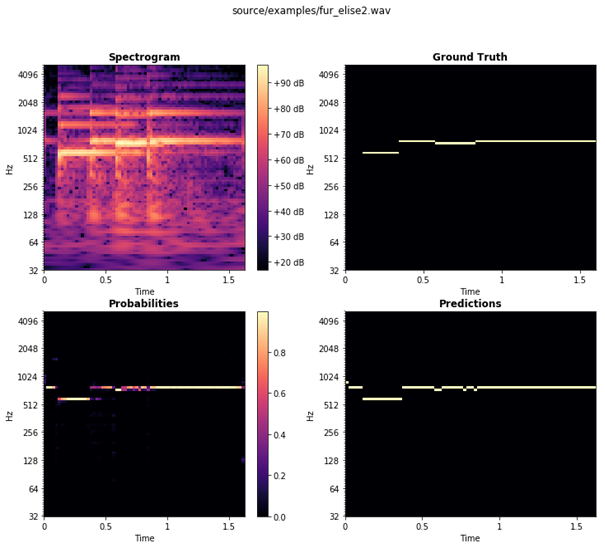 source/examples/fur_elise2.wav
Spectrogram
Ground Truth
4096
2048
1024
512
256
128
64
32
Hz
0
0.5
1
1.5
Time
+90 dB
+80 dB
+70 dB
+60 dB
+50 dB
+40 dB
+30 dB
+20 dB
4096
2048
1024
512
256
128
64
32
Hz
0
0.5
1
1.5
Time
Probabilities
Predictions
4096
2048
1024
512
256
128
64
32
Hz
0
0.5
1
1.5
Time
0.8
0.6
0.4
0.2
0.0
4096
2048
1024
512
256
128
64
32
Hz
0
0.5
1
1.5
Time